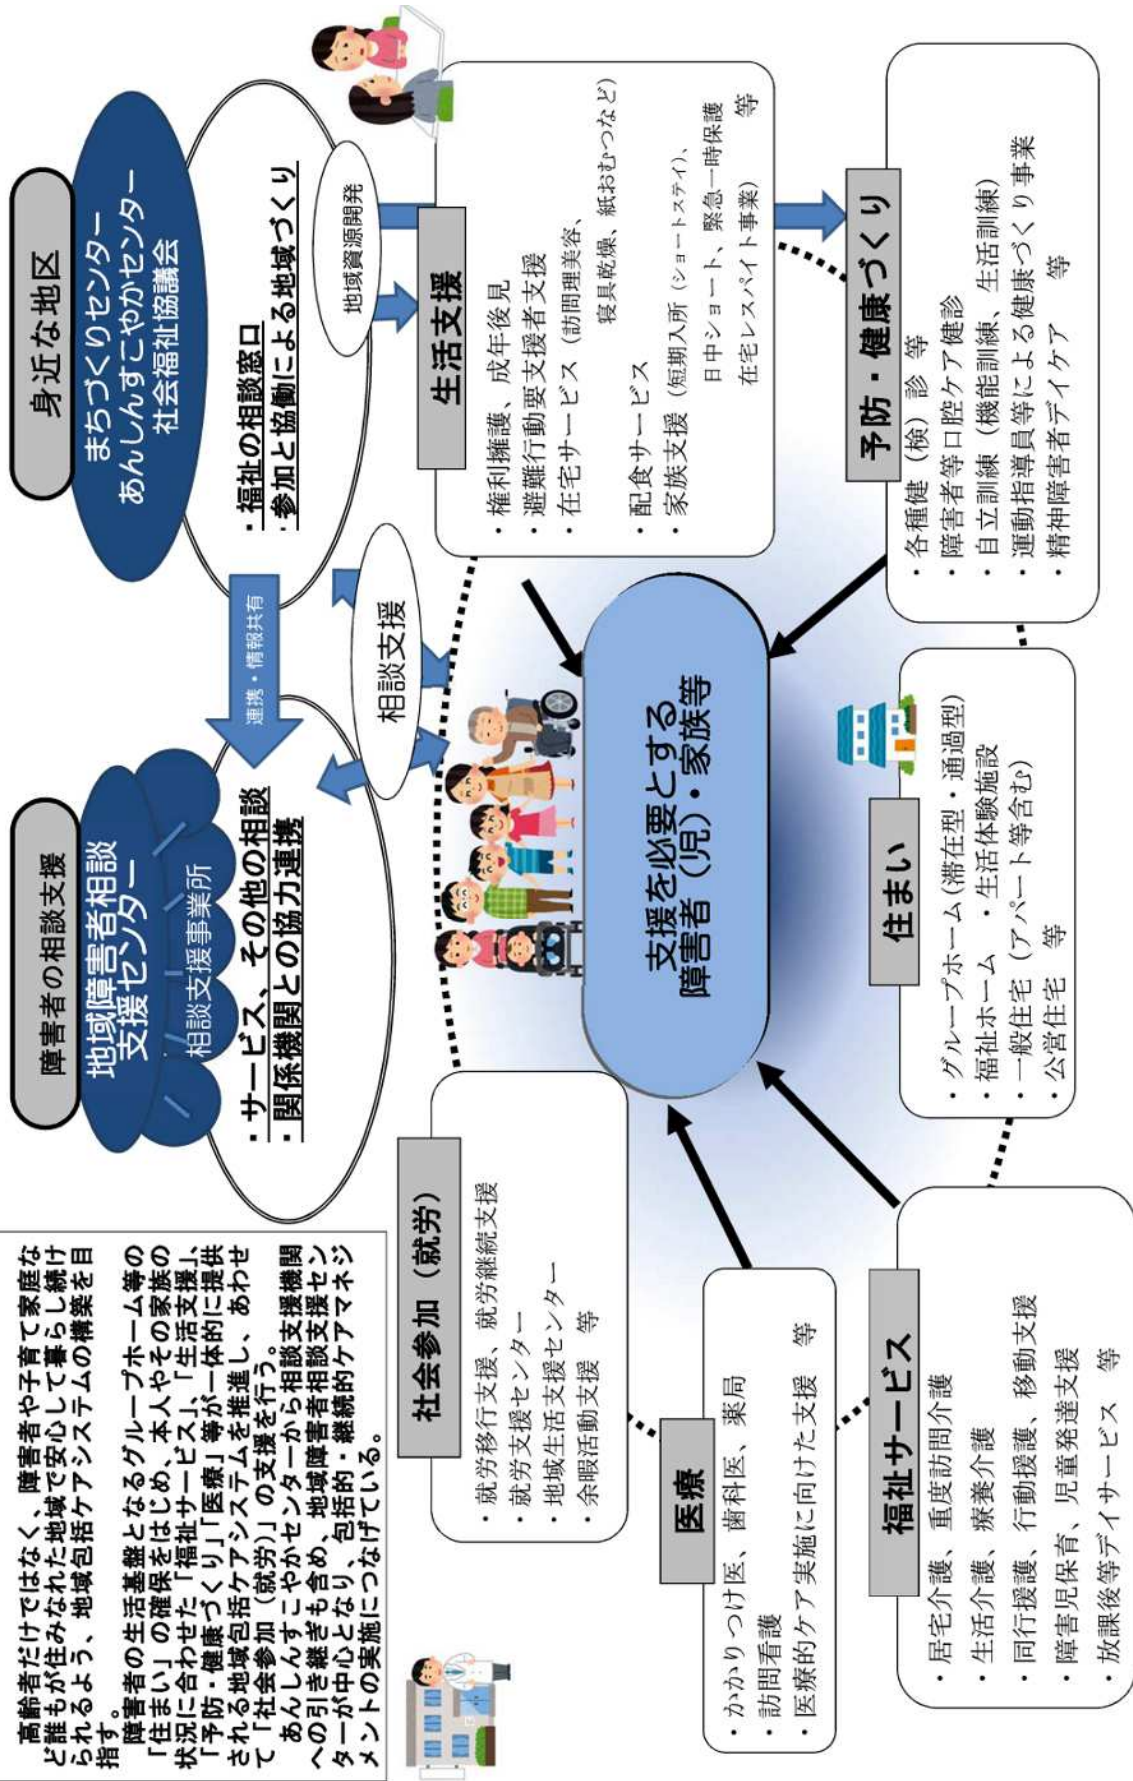 高齢者だけではなく、障害者や子育て家庭な
ど誰もが住みなれた地域で安心して暮らし続け
られるよう、地域包括ケアシステムの構築を目
指す。
障害者の生活基盤となるグループホーム等の
「住まい」の確保をはじめ、本人やその家族の
状況に合わせた「福祉サービス」、「生活支援」、
「予防・健康づくり」「医療」等が一体的に提供
される地域包括ケアシステムを推進し、あわせ
て「社会参加（就労）」の支援を行う。
あんしんすこやかセンターから相談支援機関
への引き継ぎも含め、地域障害者相談支援セン
ターが中心となり、包括的・継続的ケアマネジ
メントの実施につなげている。
障害者の相談支援
地域障害者相談
支援センター
相談支援事業所
・サービス、その他の相談
・関係機関との協力連携
連携・情報共有
身近な地区
まちづくりセンター
あんしんすこやかセンター
社会福祉協議会
・福祉の相談窓口
・参加と協働による地域づくり
地域資源開発
相談支援
社会参加（就労）
・就労移行支援、就労継続支援
・就労支援センター
・地域生活支援センター
・余暇活動支援　等
生活支援
・権利擁護、成年後見
・避難行動要支援者支援
・在宅サービス（訪問理美容、
寝具乾燥、紙おむつなど）
・配食サービス
・家族支援（短期入所（ショートステイ）、
日中ショート、緊急一時保護
在宅レスパイト事業）　等
支援を必要とする
障害者（児）・家族等
医療
・かかりつけ医、歯科医、薬局
・訪問看護
・医療的ケア実施に向けた支援　等
福祉サービス
・居宅介護、重度訪問介護
・生活介護、療養介護
・同行援護、行動援護、移動支援
・障害児保育、児童発達支援
・放課後等デイサービス　等
住まい
・グループホーム(滞在型・通過型)
・福祉ホーム　・生活体験施設
・一般住宅（アパート等含む）
・公営住宅　等
予防・健康づくり
・各種健（検）診　等
・障害者等口腔ケア健診
・自立訓練（機能訓練、生活訓練）
・運動指導員等による健康づくり事業
・精神障害者デイケア　等